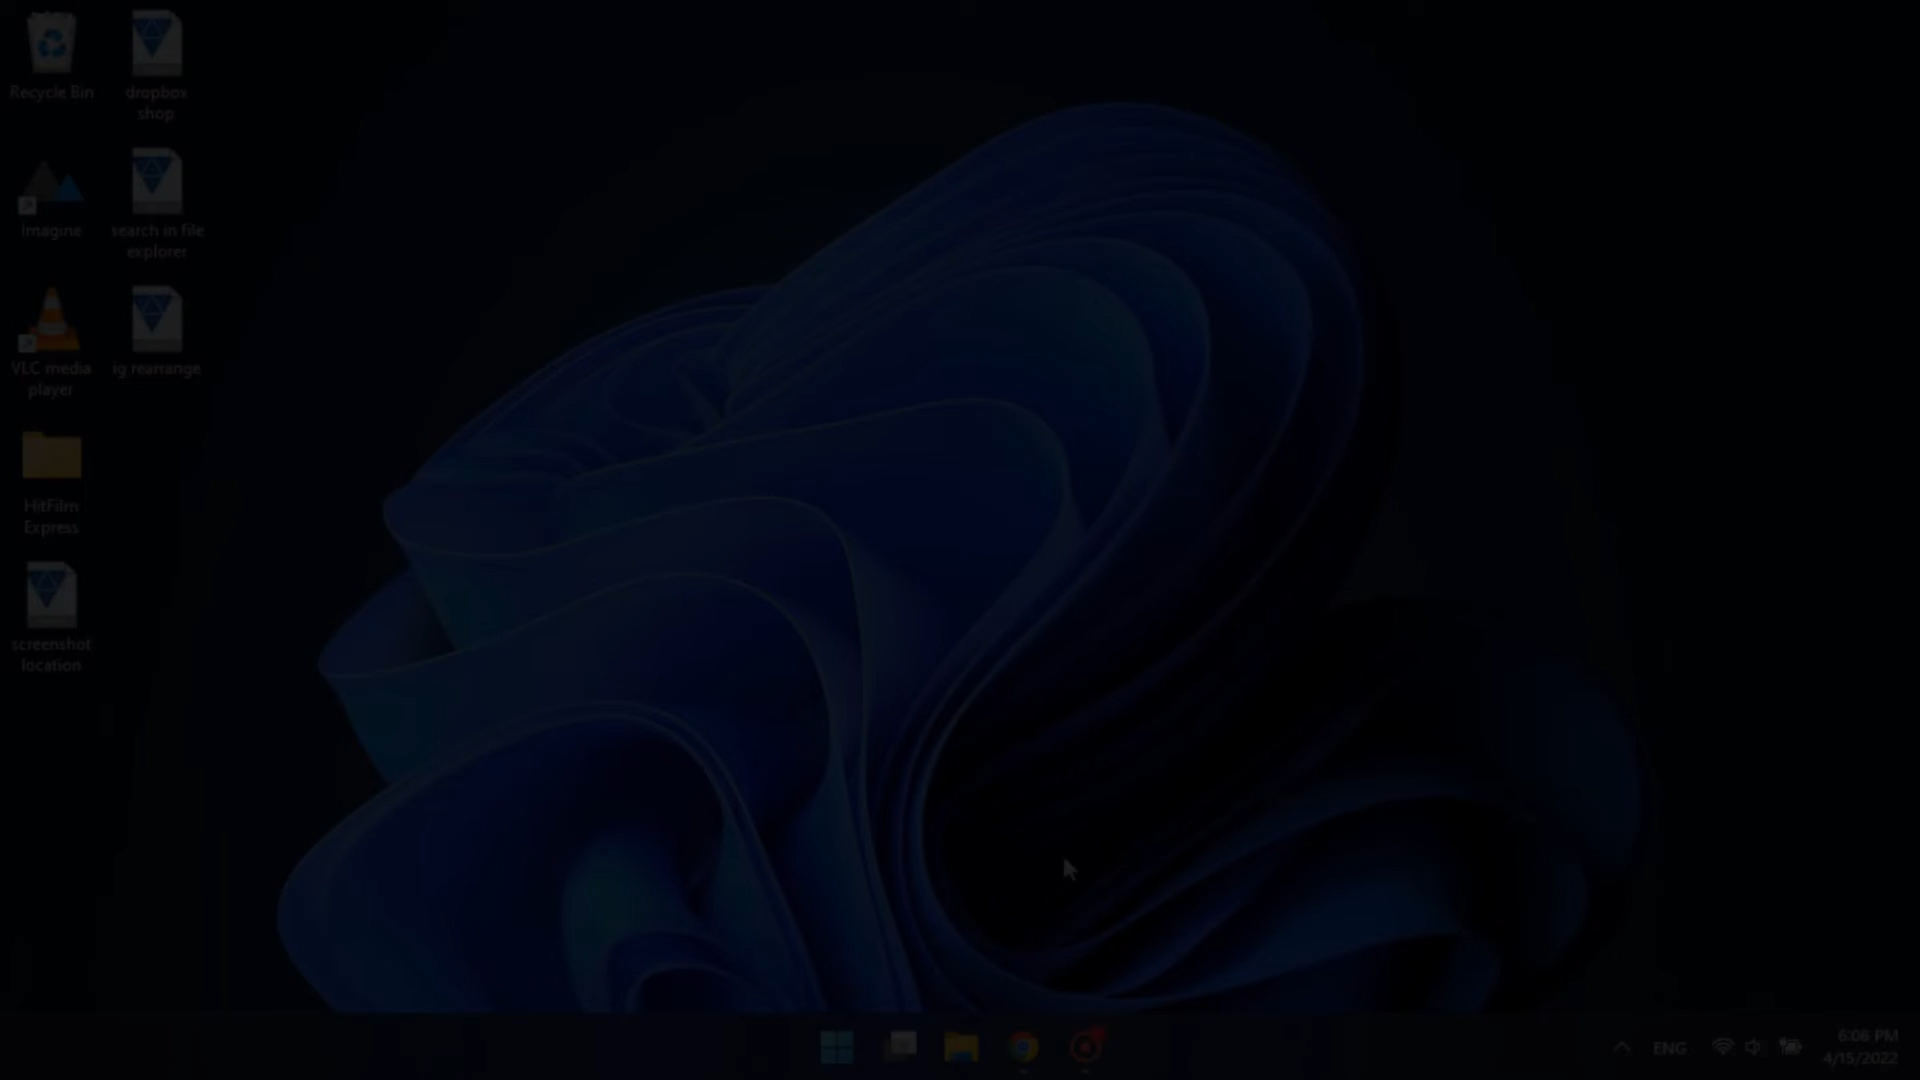 Recycle Bin
dropbox
shop
Imagine
search in file
explorer
VLC media
player
ig rearrange
HitFilm
Express
screenshot
location
ENG
6:06 PM
4/15/2022